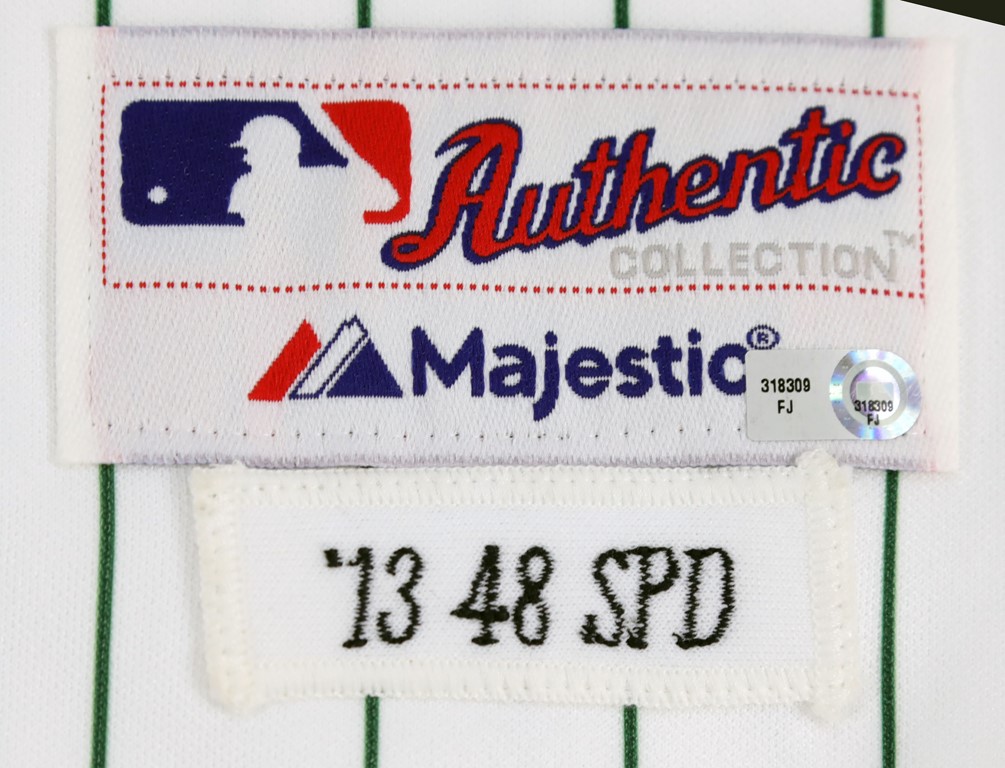 Authentic
COLLECTION™
Majestic®
318309
FJ
318309
FJ
'13 48 SPD